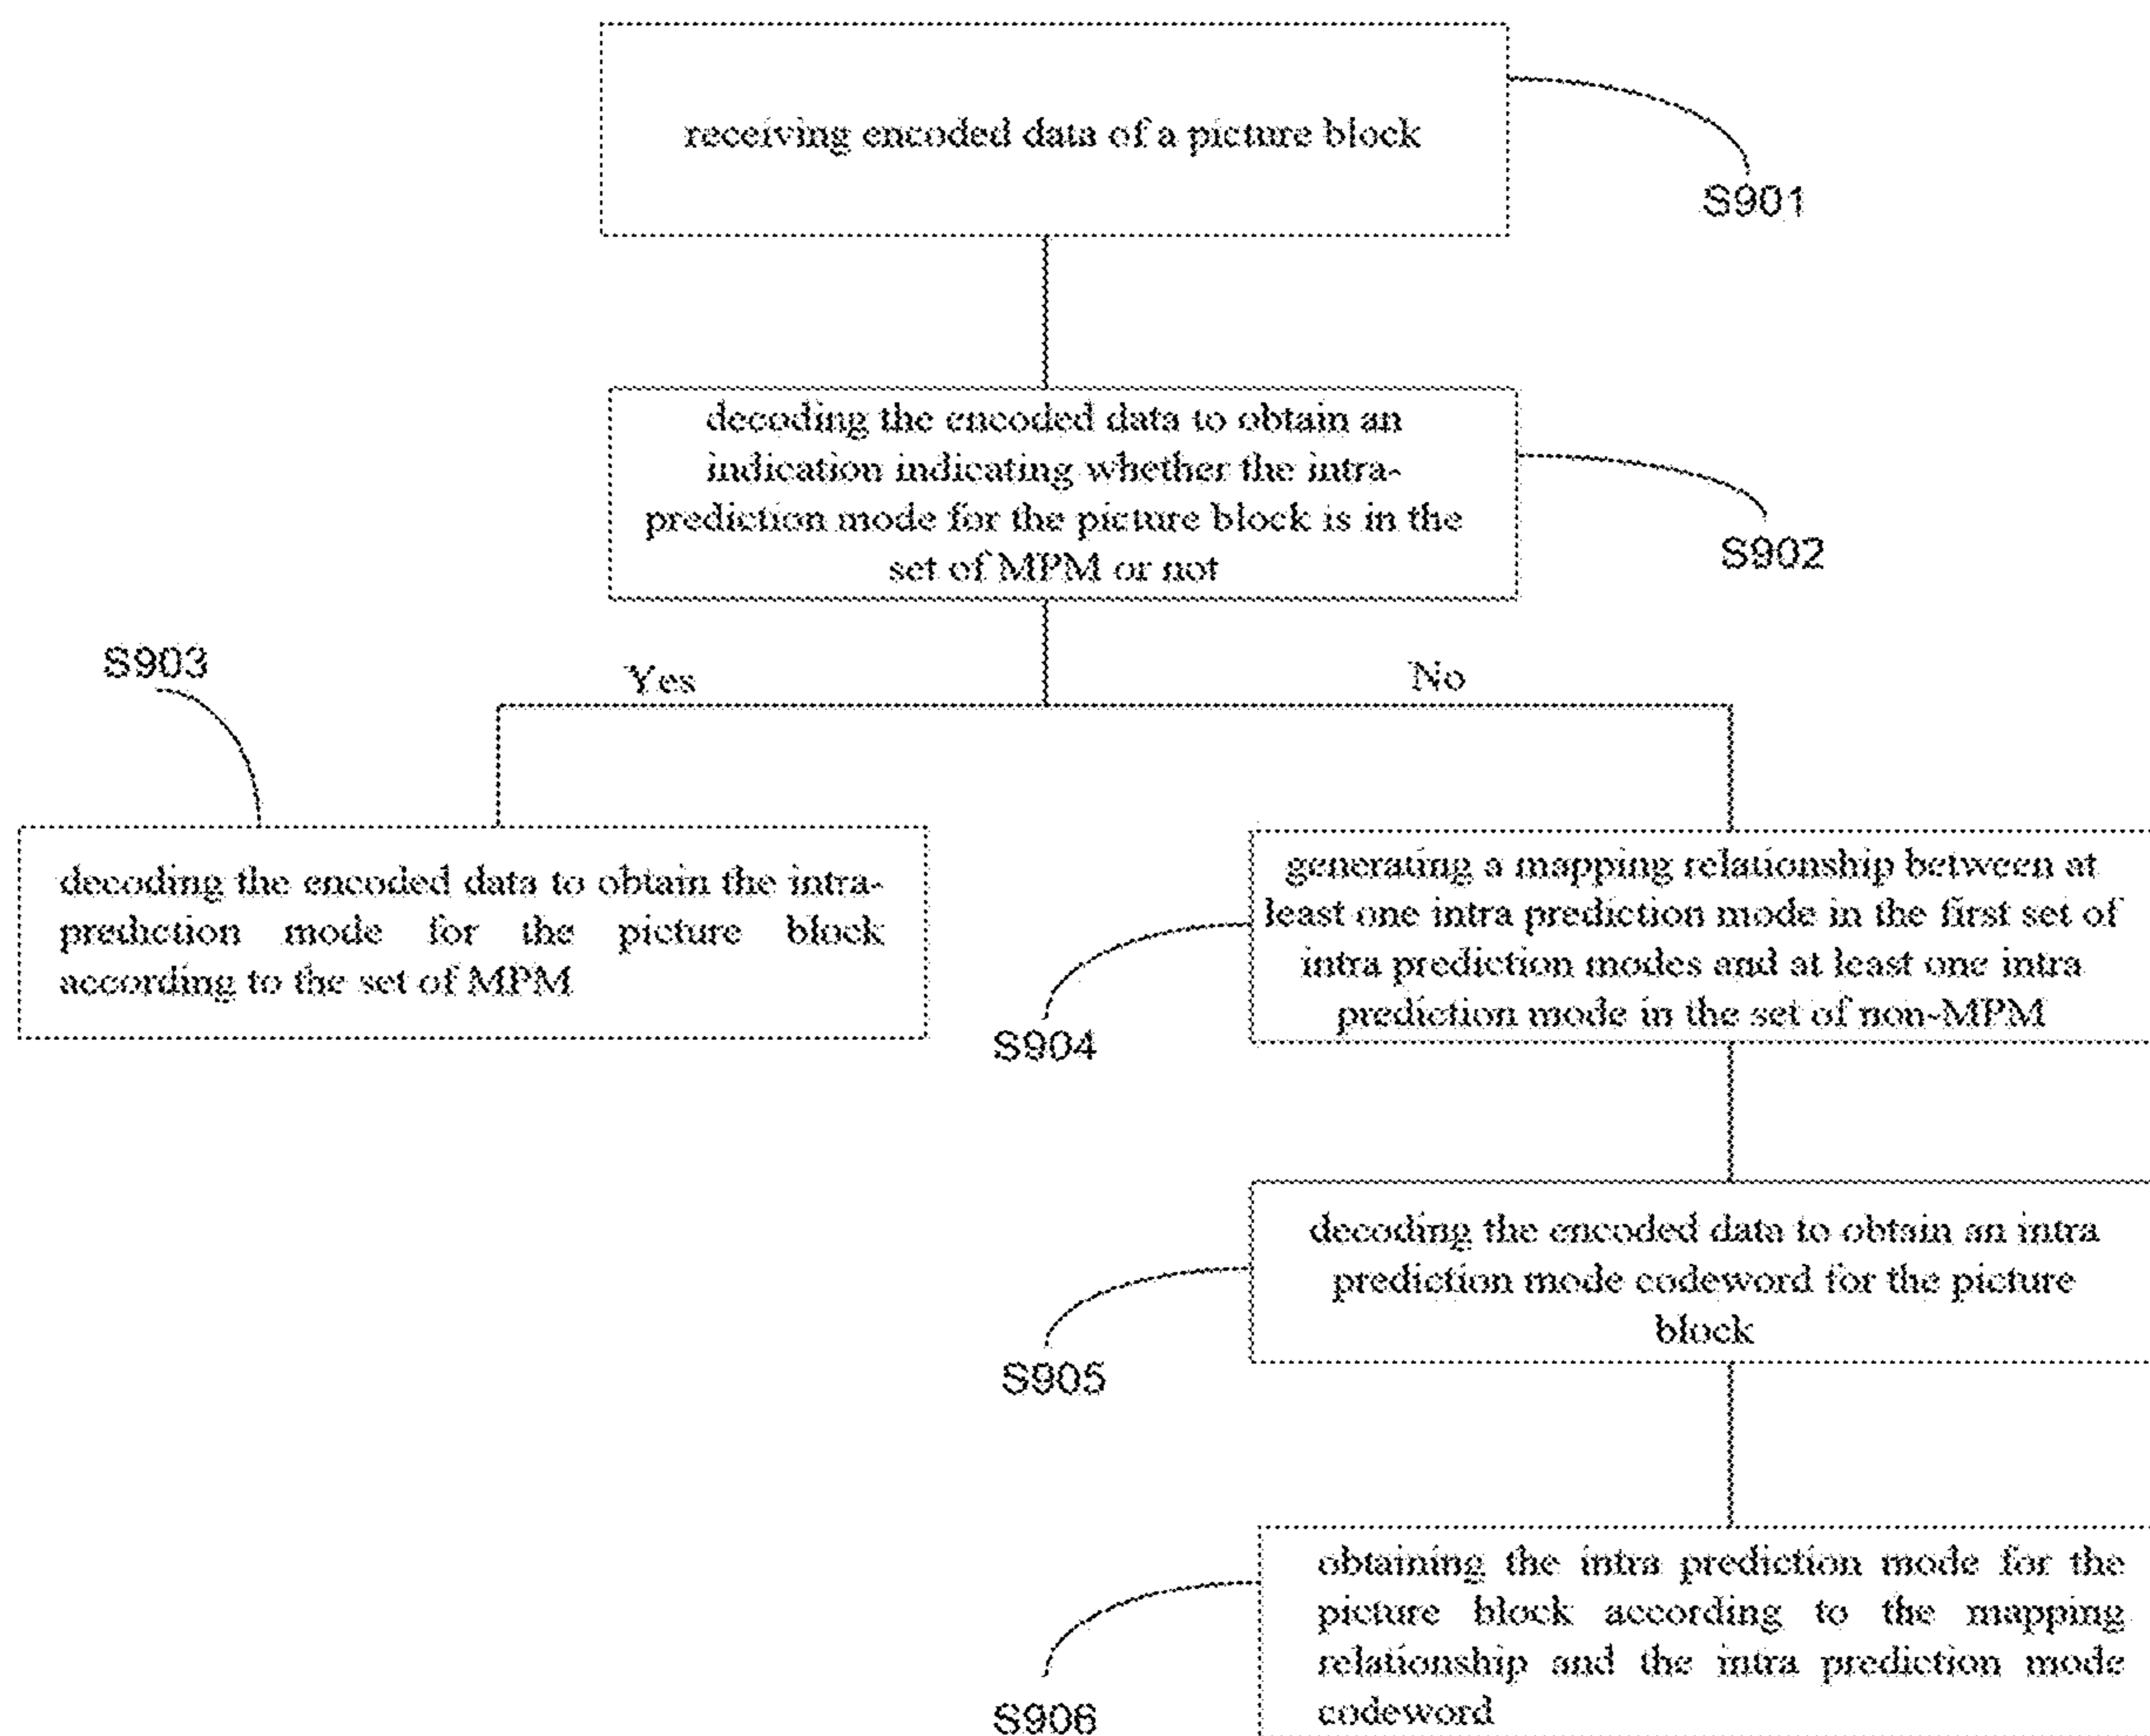 receiving encoded data of a picture block
S901
decoding the encoded data to obtain an
indication indicating whether the intra-
prediction mode for the picture block is in the
set of MPM or not
S902
S903
Yes
No
decoding the encoded data to obtain the intra-
prediction mode for the picture block
according to the set of MPM
generating a mapping relationship between at
least one intra prediction mode in the first set of
intra prediction modes and at least one intra
prediction mode in the set of non-MPM
S904
decoding the encoded data to obtain an intra
prediction mode codeword for the picture
block
S905
obtaining the intra prediction mode for the
picture block according to the mapping
relationship and the intra prediction mode
codeword
S906